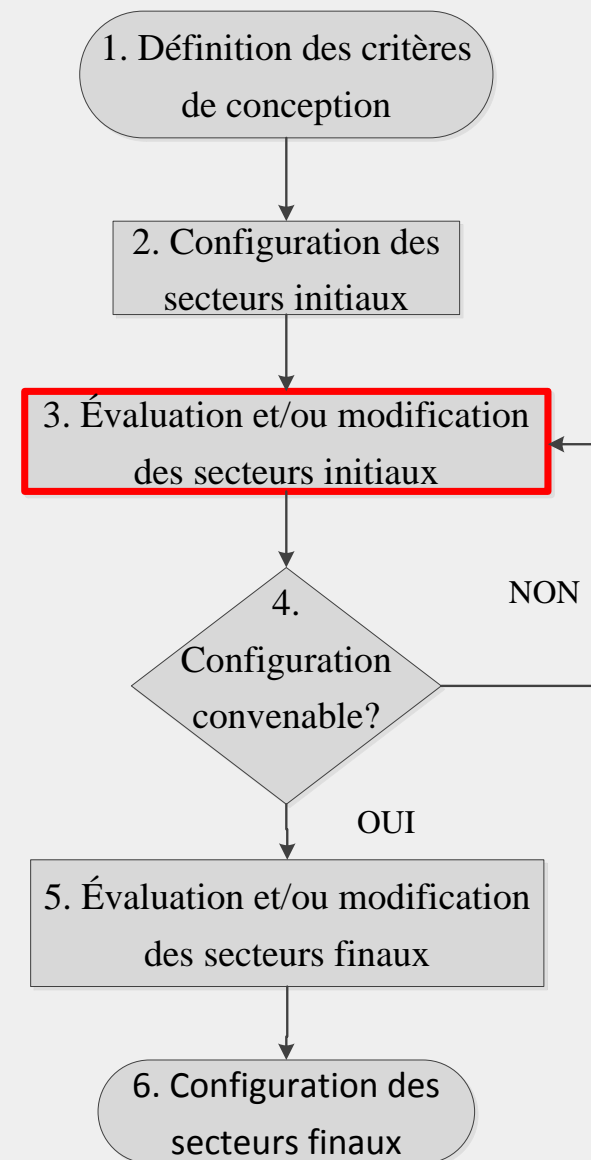 1. Définition des critères
de conception
2. Configuration des
secteurs initiaux
3. Évaluation et/ou modification
des secteurs initiaux
4.
Configuration
convenable?
NON
OUI
5. Évaluation et/ou modification
des secteurs finaux
6. Configuration des
secteurs finaux